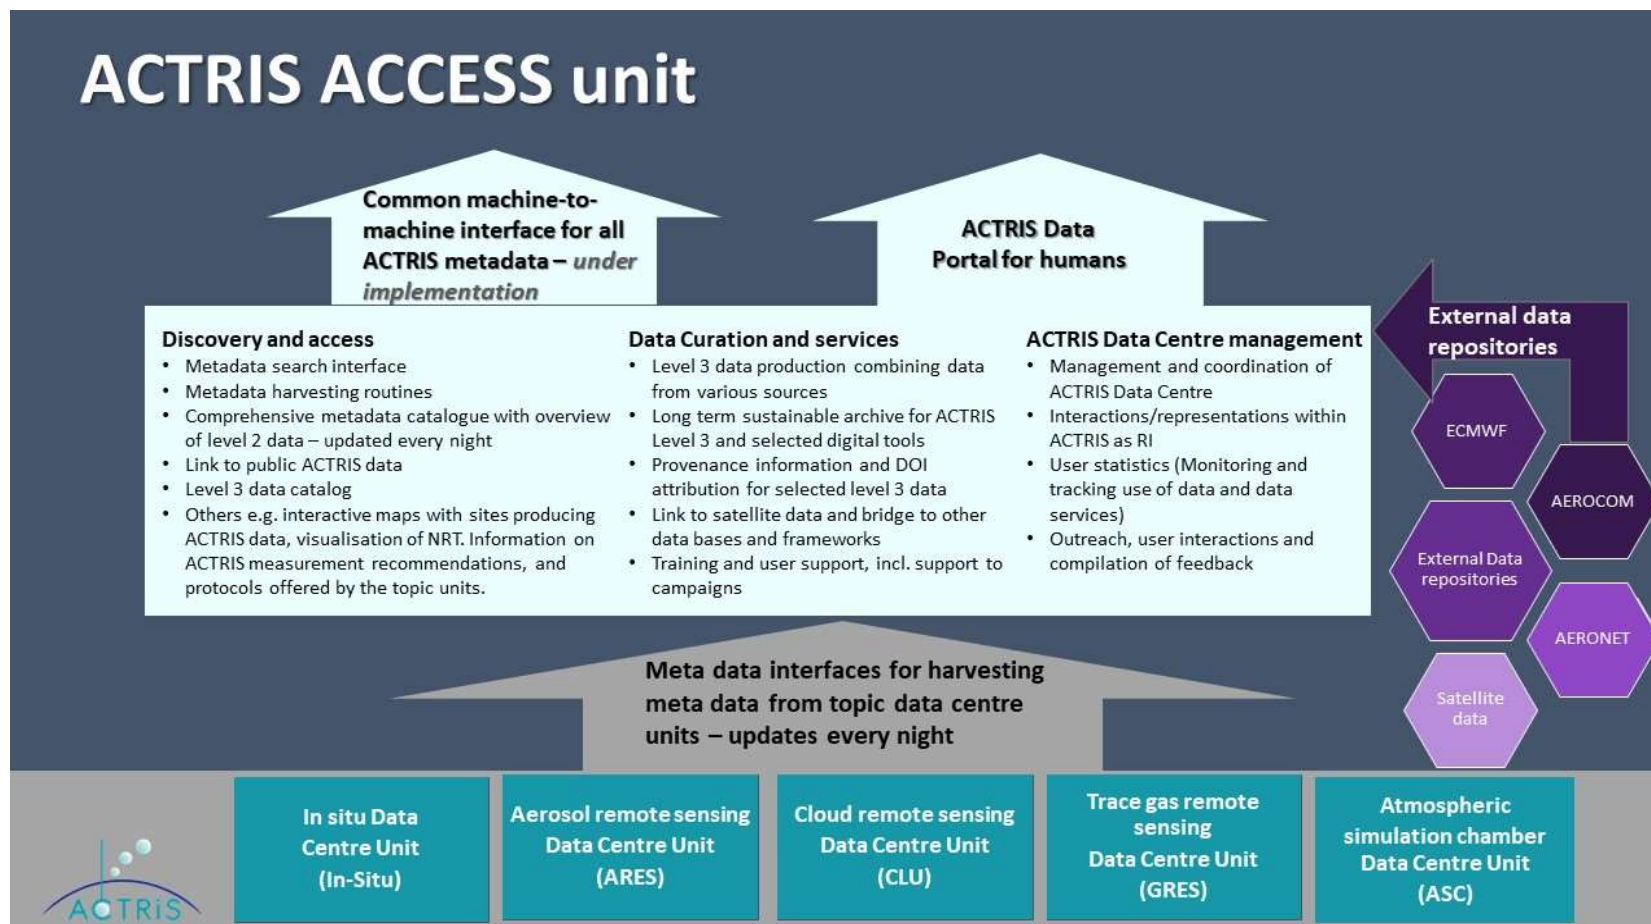 ACTRIS ACCESS unit
Common machine-to-
machine interface for all
ACTRIS metadata – under
implementation
ACTRIS Data
Portal for humans
Discovery and access
• Metadata search interface
• Metadata harvesting routines
• Comprehensive metadata catalogue with overview
of level 2 data – updated every night
• Link to public ACTRIS data
• Level 3 data catalog
• Others e.g. interactive maps with sites producing
ACTRIS data, visualisation of NRT. Information on
ACTRIS measurement recommendations, and
protocols offered by the topic units.
Data Curation and services
• Level 3 data production combining data
from various sources
• Long term sustainable archive for ACTRIS
Level 3 and selected digital tools
• Provenance information and DOI
attribution for selected level 3 data
• Link to satellite data and bridge to other
data bases and frameworks
• Training and user support, incl. support to
campaigns
ACTRIS Data Centre management
• Management and coordination of
ACTRIS Data Centre
• Interactions/representations within
ACTRIS as RI
• User statistics (Monitoring and
tracking use of data and data
services)
• Outreach, user interactions and
compilation of feedback
External data
repositories
ECMWF
AEROCOM
External Data
repositories
AERONET
Satellite
data
Meta data interfaces for harvesting
meta data from topic data centre
units – updates every night
ACTRiS
In situ Data
Centre Unit
(In-Situ)
Aerosol remote sensing
Data Centre Unit
(ARES)
Cloud remote sensing
Data Centre Unit
(CLU)
Trace gas remote
sensing
Data Centre Unit
(GRES)
Atmospheric
simulation chamber
Data Centre Unit
(ASC)